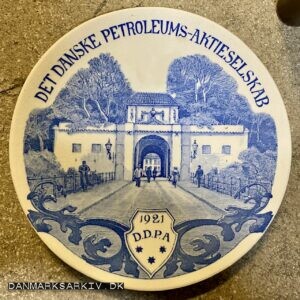 DET DANSKE PETROLEUMS-AKTIESELSKAB
1921
D.D.P.A
DANMARKSARKIV.DK